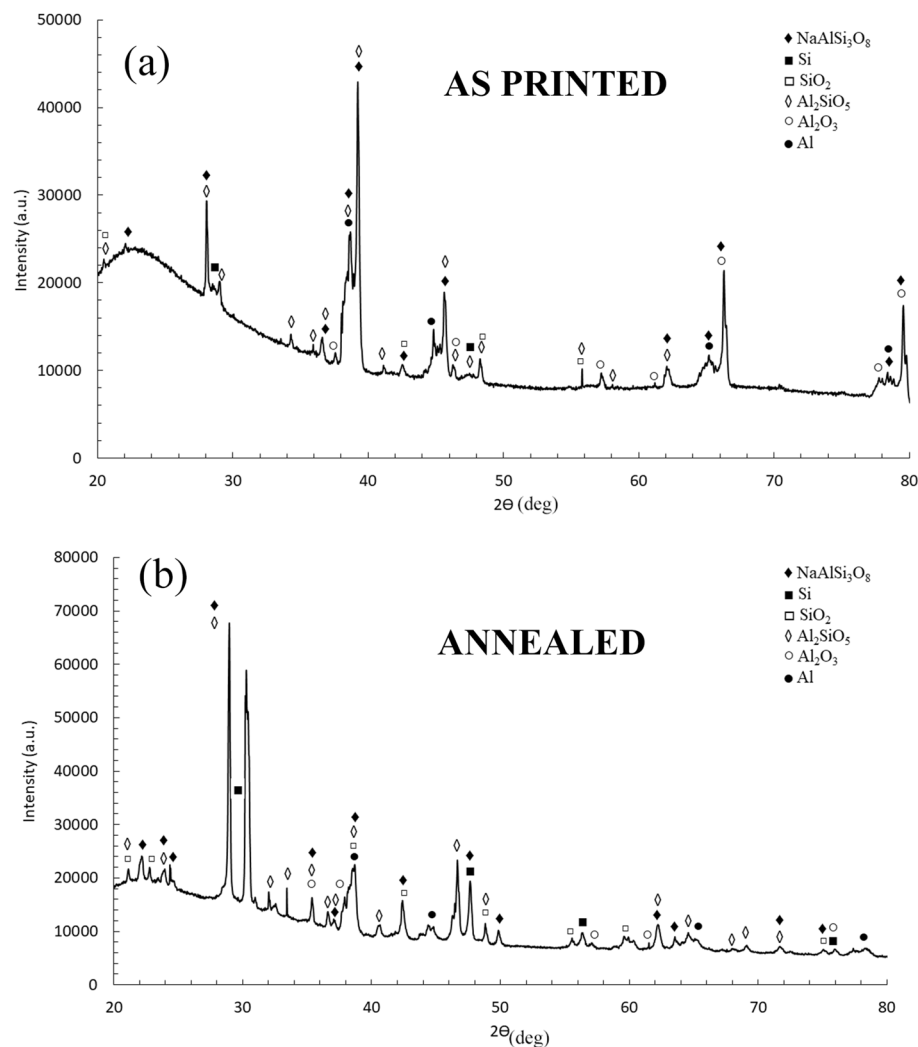 (a)
AS PRINTED
♦ NaAlSi₃O₈
■ Si
□ SiO₂
◊ Al₂SiO₅
○ Al₂O₃
● Al
Intensity (a.u.)
50000
40000
30000
20000
10000
0
20 30 40 50 60 70 80
2ϴ (deg)
(b)
ANNEALED
♦ NaAlSi₃O₈
■ Si
□ SiO₂
◊ Al₂SiO₅
○ Al₂O₃
● Al
Intensity (a.u.)
80000
70000
60000
50000
40000
30000
20000
10000
0
20 30 40 50 60 70 80
2ϴ(deg)